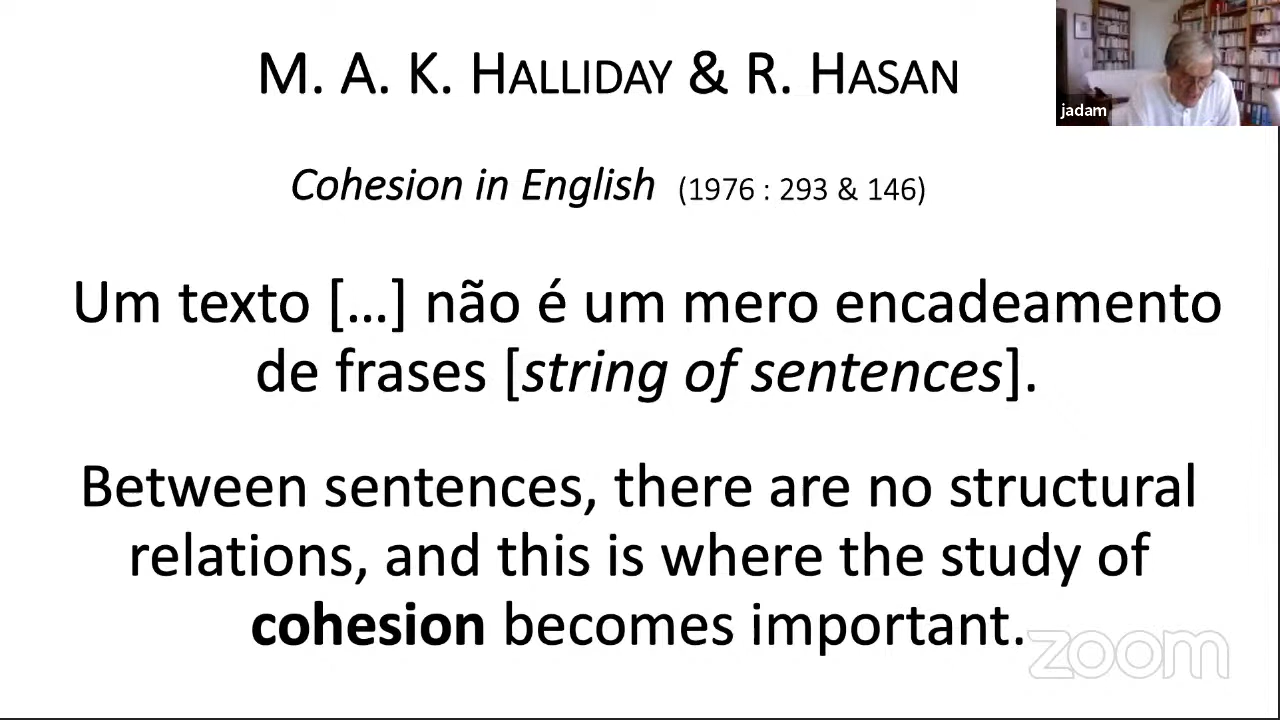 M. A. K. HALLIDAY & R. HASAN
jadam
Cohesion in English (1976 : 293 & 146)
Um texto [...] não é um mero encadeamento
de frases [string of sentences].
Between sentences, there are no structural
relations, and this is where the study of
cohesion becomes important.
zoom